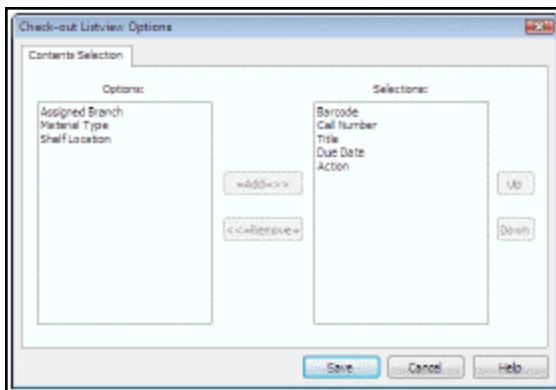 Check-out Listview Options
Contents Selection
Options:
Selections:
Assigned Branch
Material Type
Shelf Location
Barcode
Call Number
Title
Due Date
Action
=Add=>>
<<=Remove=
Up
Down
Save
Cancel
Help